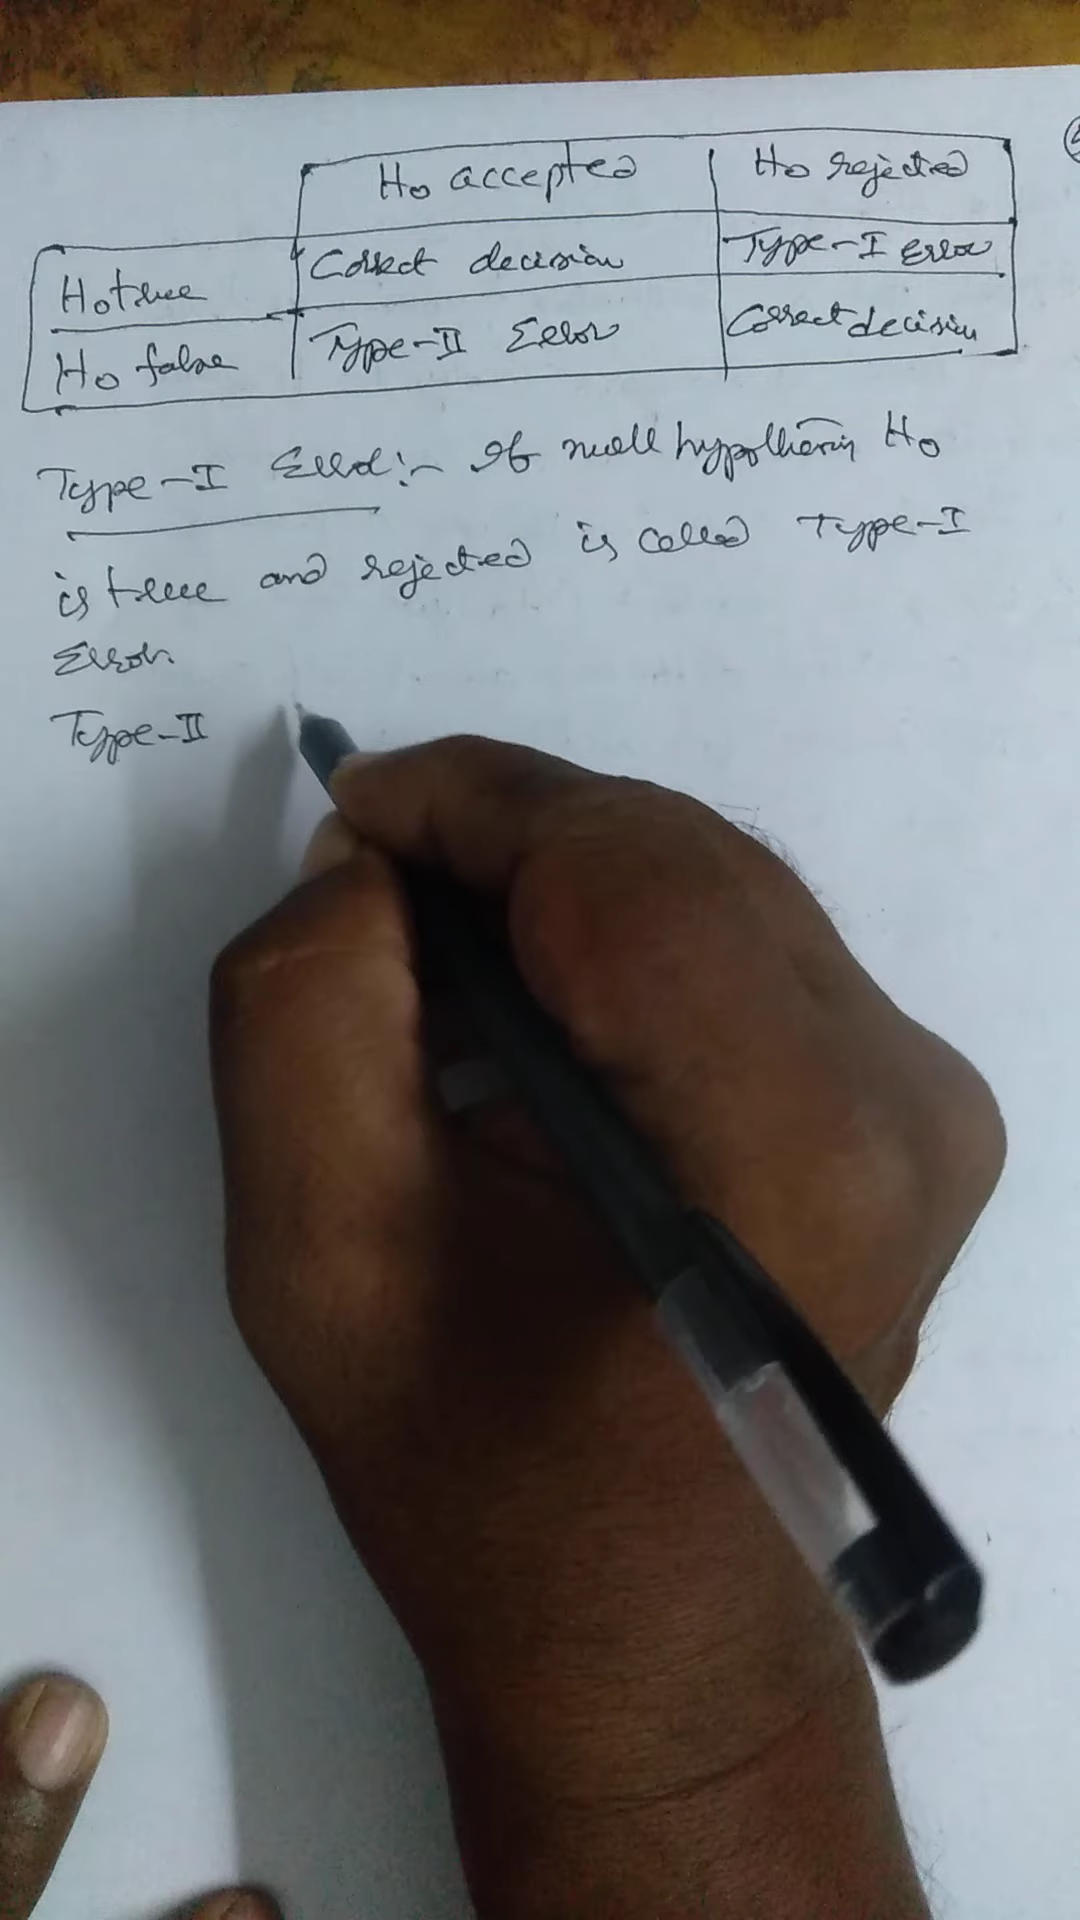 Ho accepted Ho rejected
Ho true Correct decision Type-I Error
Ho false Type-II Error Correct decision
Type-I Error:- If null hypothesis Ho
is true and rejected is called Type-I
Error.
Type-II